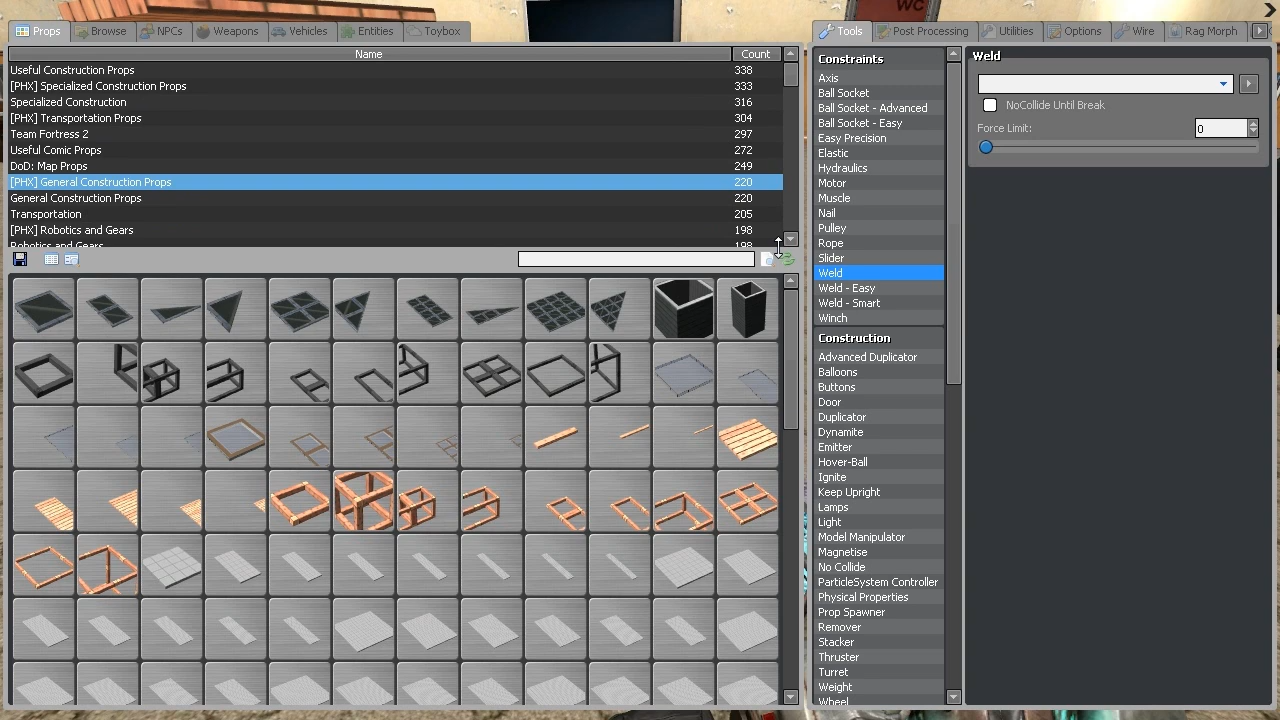 WC
Props Browse NPCs Weapons Vehicles Entities Toybox
Name Count
Useful Construction Props 338
[PHX] Specialized Construction Props 333
Specialized Construction 316
[PHX] Transportation Props 304
Team Fortress 2 297
Useful Comic Props 272
DoD: Map Props 249
[PHX] General Construction Props 220
General Construction Props 220
Transportation 205
[PHX] Robotics and Gears 198
Robotics and Gears 198
Tools Post Processing Utilities Options Wire Rag Morph
Constraints
Axis
Ball Socket
Ball Socket - Advanced
Ball Socket - Easy
Easy Precision
Elastic
Hydraulics
Motor
Muscle
Nail
Pulley
Rope
Slider
Weld
Weld - Easy
Weld - Smart
Winch
Construction
Advanced Duplicator
Balloons
Buttons
Door
Duplicator
Dynamite
Emitter
Hover-Ball
Ignite
Keep Upright
Lamps
Light
Model Manipulator
Magnetise
No Collide
ParticleSystem Controller
Physical Properties
Prop Spawner
Remover
Stacker
Thruster
Turret
Weight
Wheel
Weld
NoCollide Until Break
Force Limit: 0